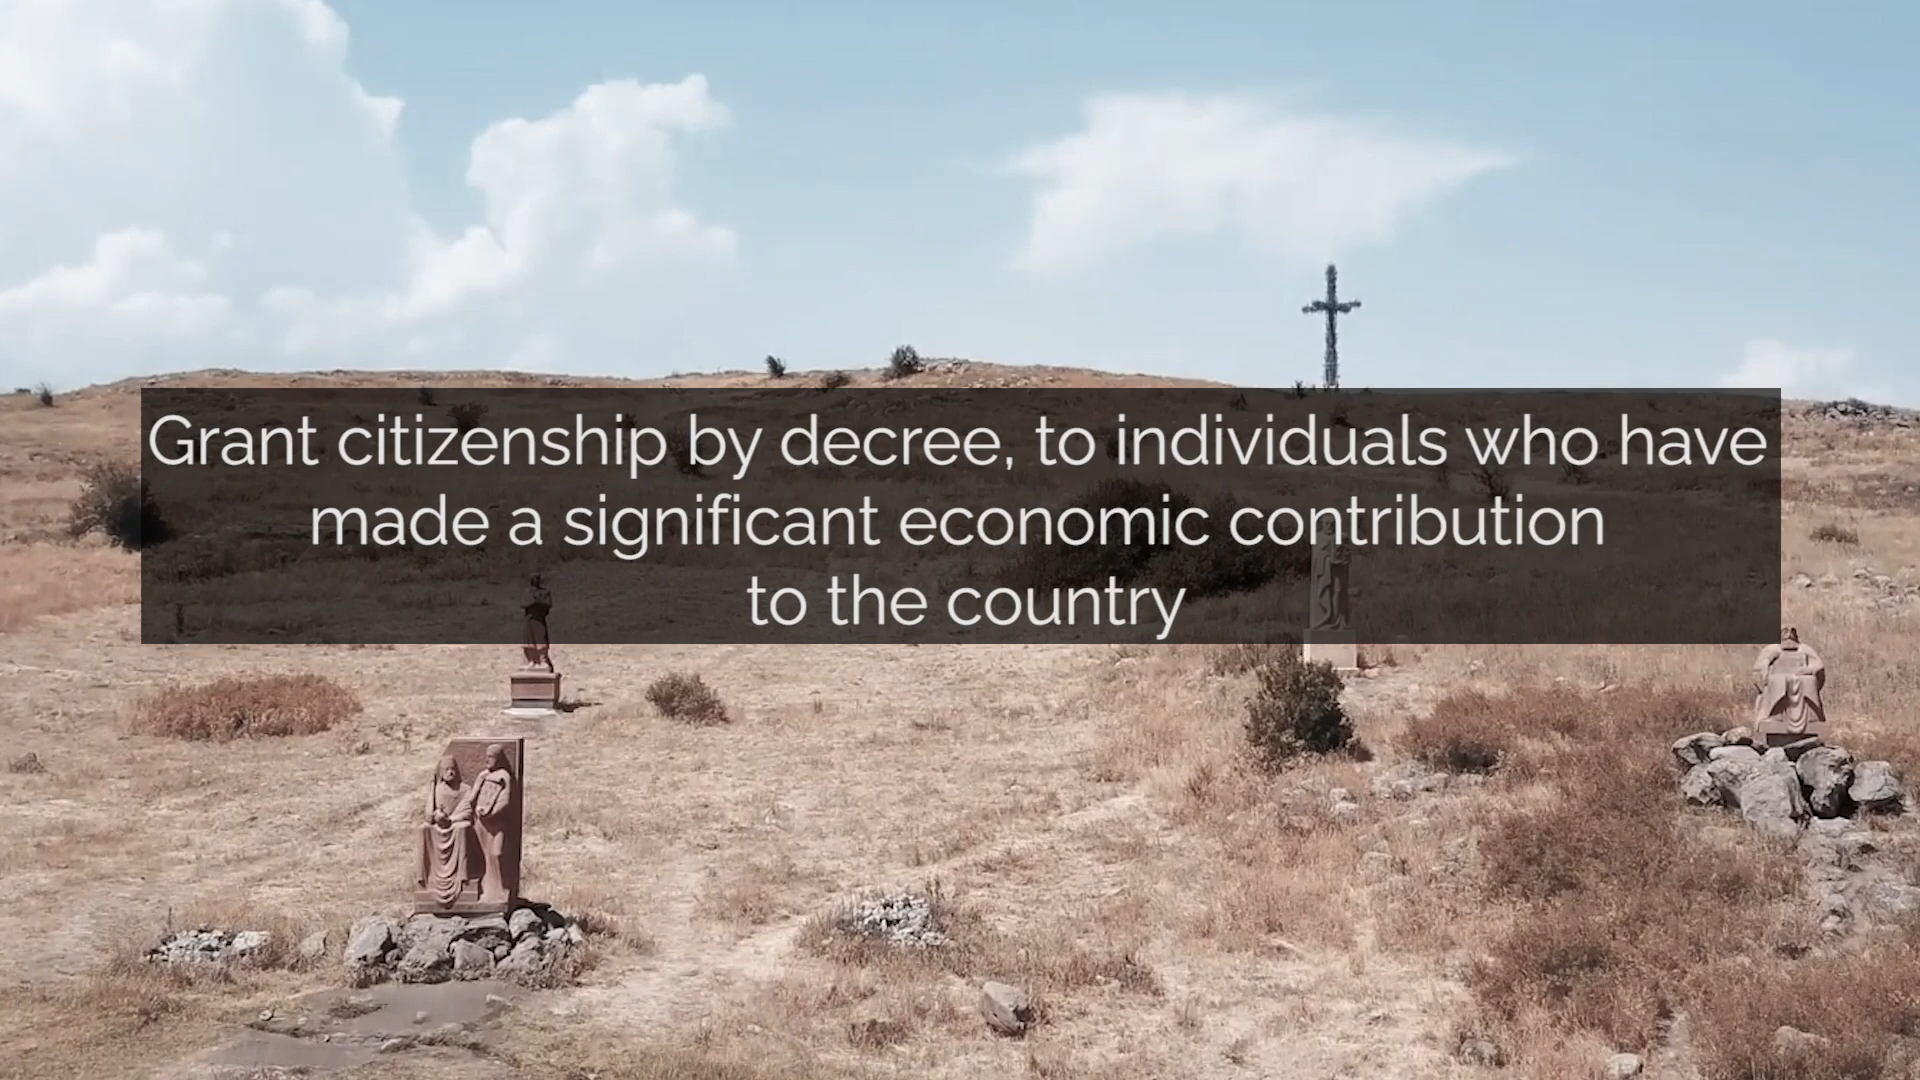 Grant citizenship by decree, to individuals who have
made a significant economic contribution
to the country